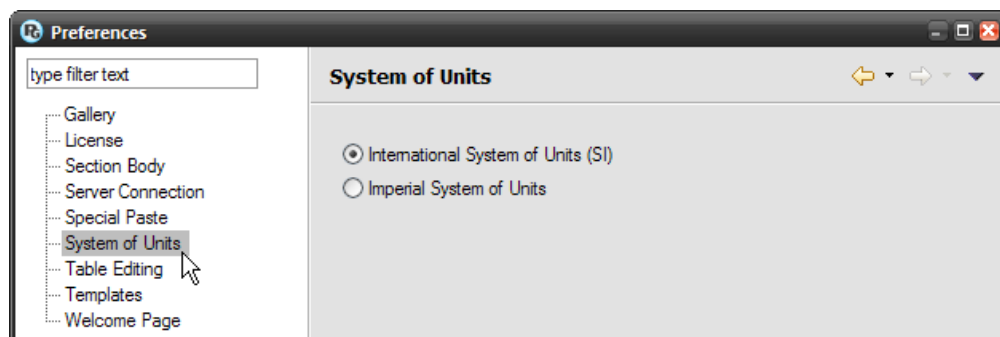 Preferences
type filter text
Gallery
License
Section Body
Server Connection
Special Paste
System of Units
Table Editing
Templates
Welcome Page
System of Units
International System of Units (SI)
Imperial System of Units